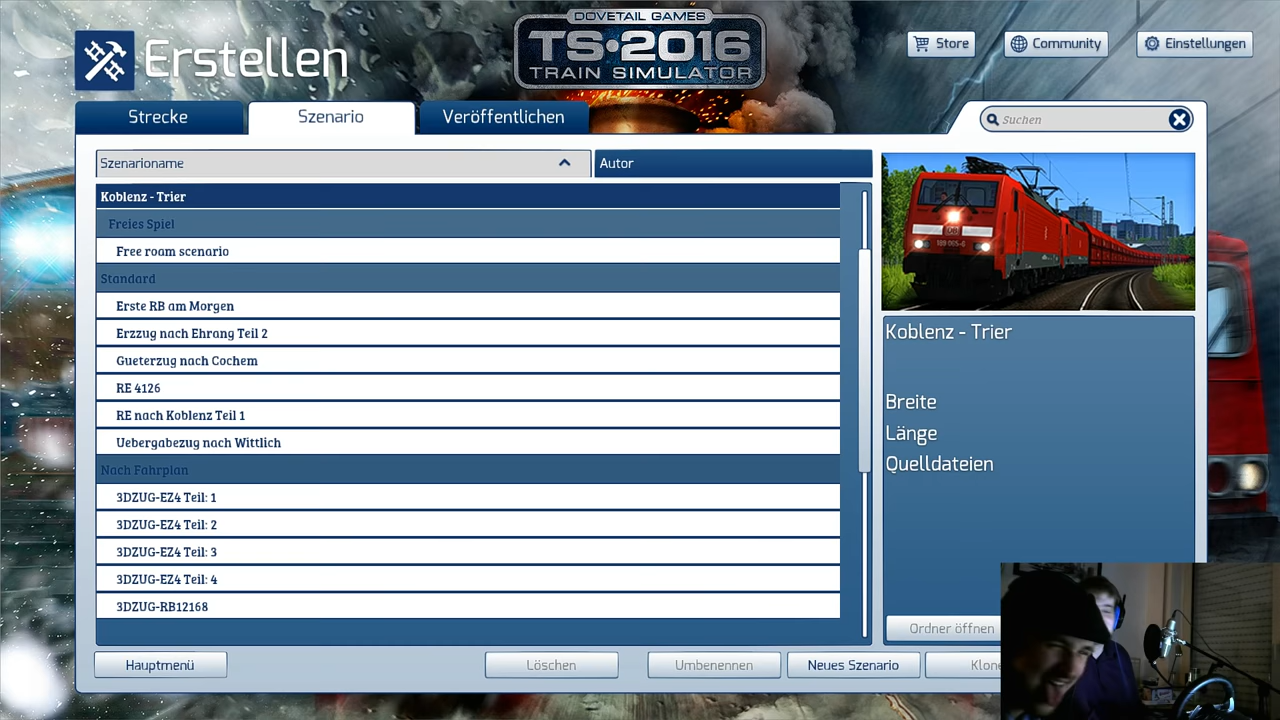 DOVETAIL GAMES
TS•2016
TRAIN SIMULATOR
Erstellen
Store
Community
Einstellungen
Strecke
Szenario
Veröffentlichen
Suchen
Szenarioname
Autor
Koblenz - Trier
Freies Spiel
Free roam scenario
Standard
Erste RB am Morgen
Erzzug nach Ehrang Teil 2
Gueterzug nach Cochem
RE 4126
RE nach Koblenz Teil 1
Uebergabezug nach Wittlich
Nach Fahrplan
3DZUG-EZ4 Teil: 1
3DZUG-EZ4 Teil: 2
3DZUG-EZ4 Teil: 3
3DZUG-EZ4 Teil: 4
3DZUG-RB12168
Koblenz - Trier
Breite
Länge
Quelldateien
Ordner öffnen
Hauptmenü
Löschen
Umbenennen
Neues Szenario
Klone